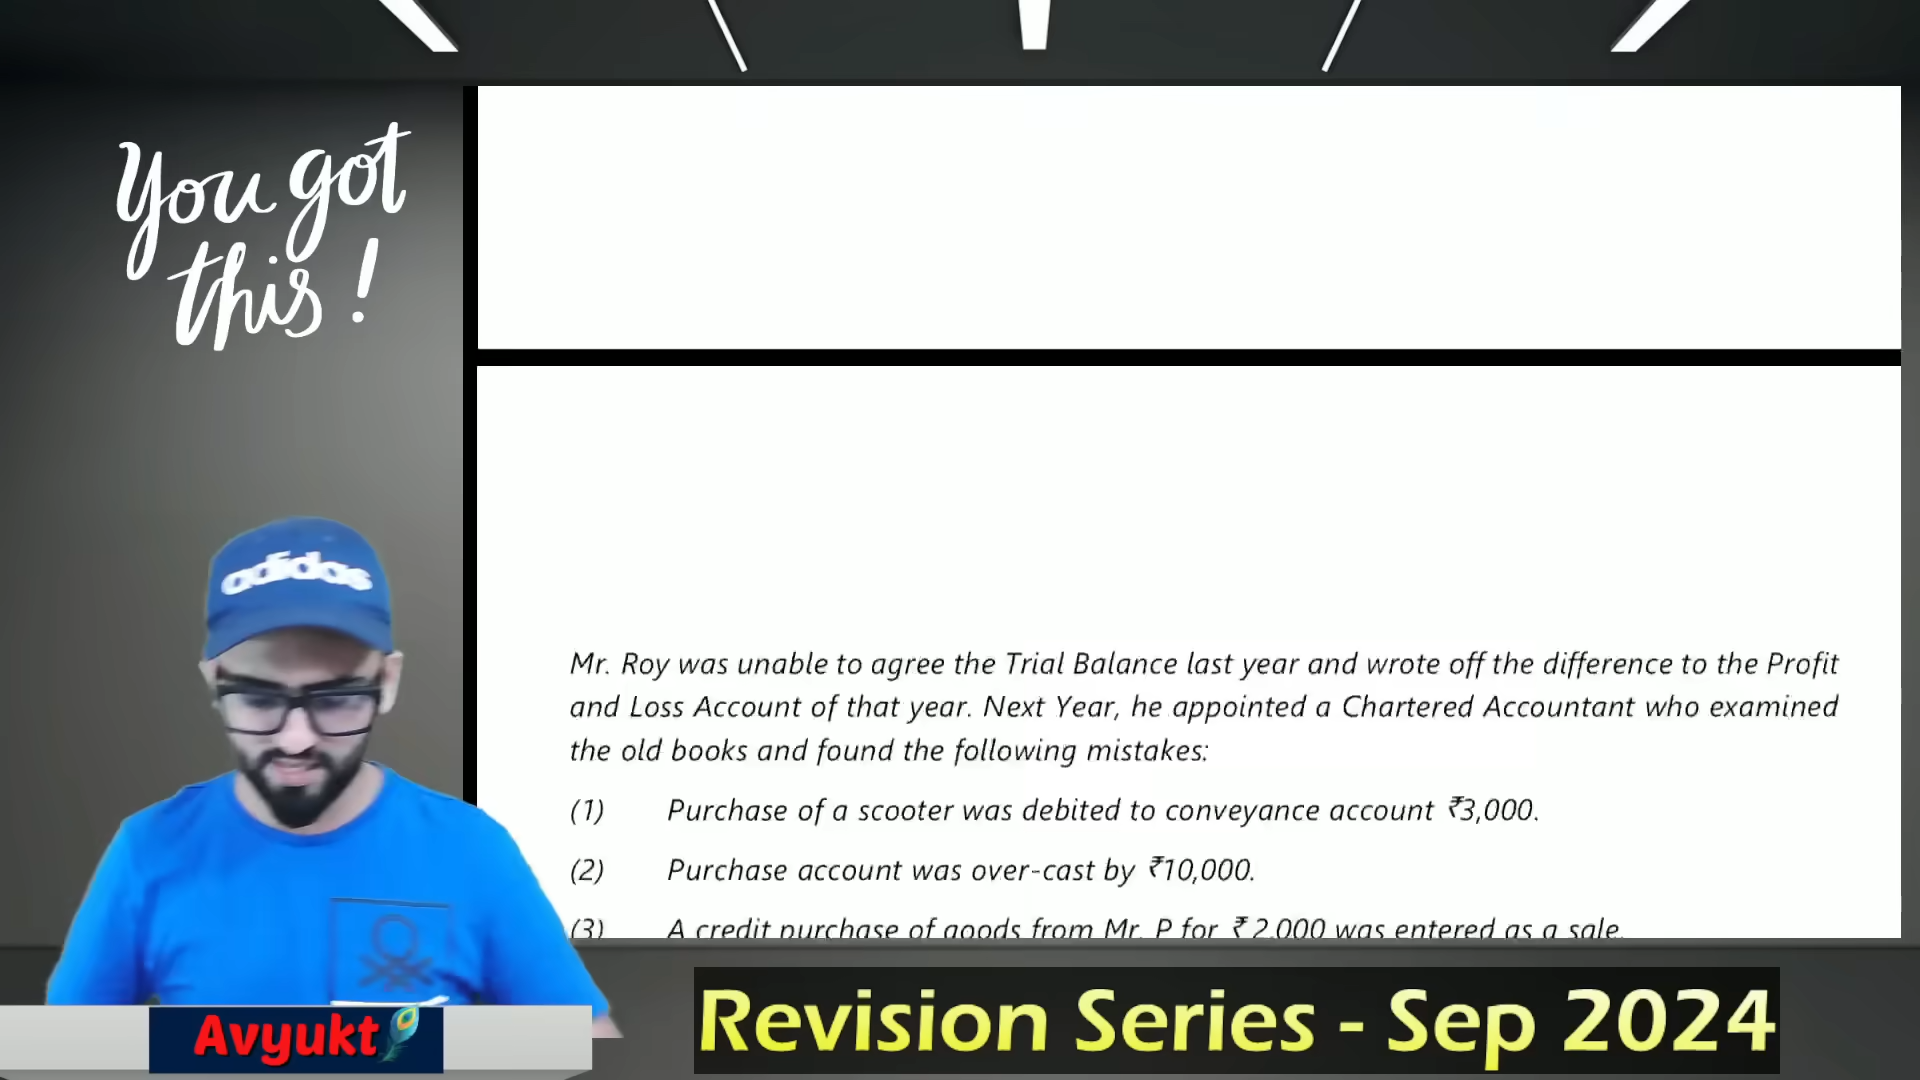 You got
this!
adidas
Mr. Roy was unable to agree the Trial Balance last year and wrote off the difference to the Profit
and Loss Account of that year. Next Year, he appointed a Chartered Accountant who examined
the old books and found the following mistakes:
(1) Purchase of a scooter was debited to conveyance account ₹3,000.
(2) Purchase account was over-cast by ₹10,000.
(3) A credit purchase of goods from Mr. P for ₹2,000 was entered as a sale.
Avyukt
Revision Series - Sep 2024